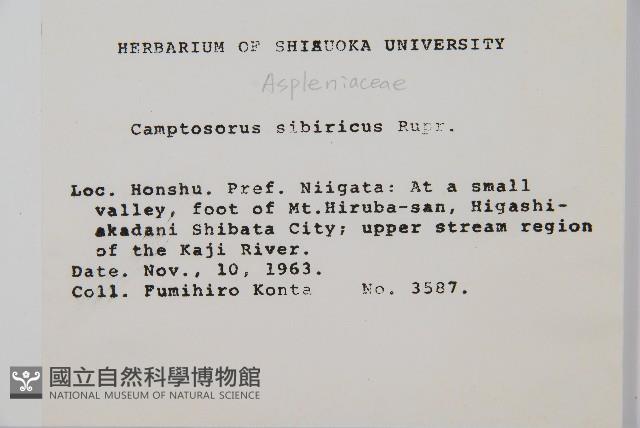 HERBARIUM OF SHIZUOKA UNIVERSITY
Aspleniaceae
Camptosorus sibiricus Rupr.
Loc. Honshu. Pref. Niigata: At a small
valley, foot of Mt.Hiruba-san, Higashi-
akadani Shibata City; upper stream region
of the Kaji River.
Date. Nov., 10, 1963.
Coll. Fumihiro Konta No. 3587.
國立自然科學博物館
NATIONAL MUSEUM OF NATURAL SCIENCE